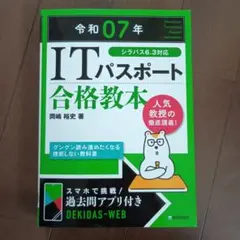 令和07年
シラバス6.3対応
ITパスポート
合格教本
岡嶋 裕史 著
人気
教授の
徹底講義!
グングン読み進めたくなる
挫折しない教科書
スマホで挑戦!
過去問アプリ付き
DEKIDAS-WEB